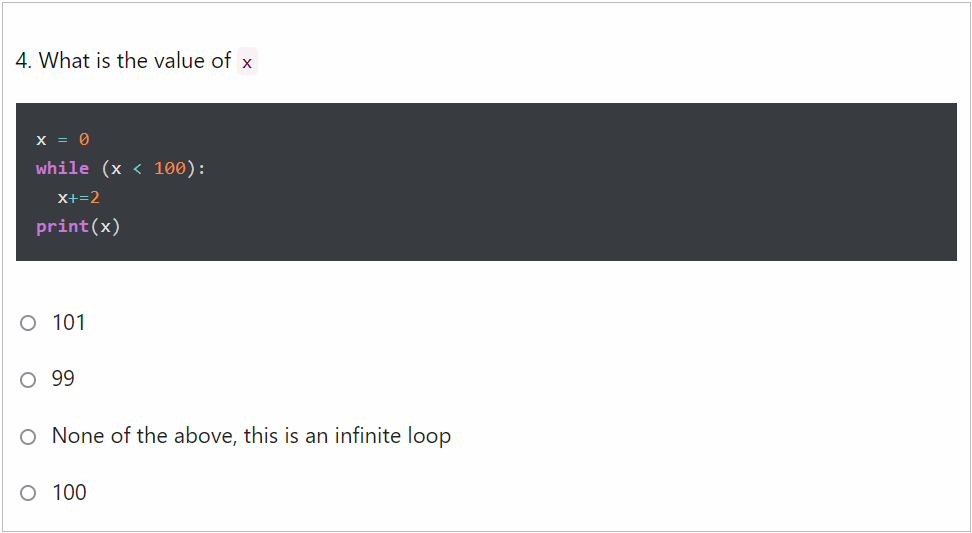 4. What is the value of x
x = 0
while (x < 100):
  x+=2
print(x)
101
99
None of the above, this is an infinite loop
100